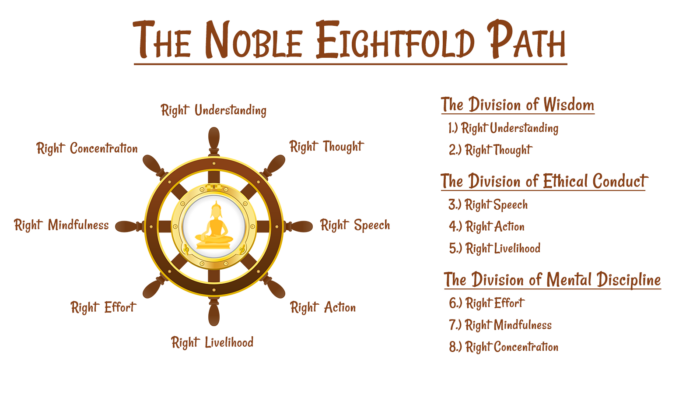 The Noble Eightfold Path
Right Understanding
Right Concentration
Right Thought
Right Mindfulness
Right Speech
Right Effort
Right Action
Right Livelihood
The Division of Wisdom
1.) Right Understanding
2.) Right Thought
The Division of Ethical Conduct
3.) Right Speech
4.) Right Action
5.) Right Livelihood
The Division of Mental Discipline
6.) Right Effort
7.) Right Mindfulness
8.) Right Concentration